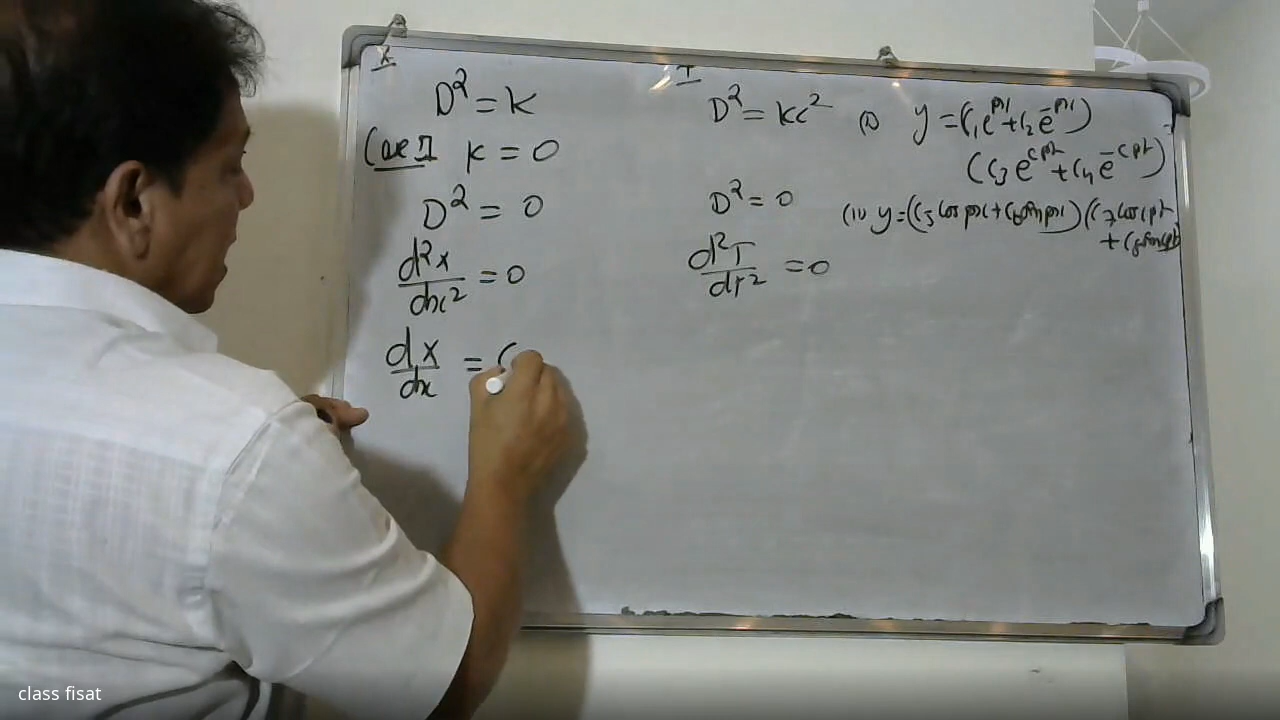 X
D² = k
Case I k = 0
D² = 0
d²X/dx² = 0
dX/dx = C
T
D² = kc²
D² = 0
d²T/dt² = 0
(i) y = (c₁e^px + c₂e^-px)
(c₃e^cpt + c₄e^-cpt)
(ii) y = (c₅ cos px + c₆ sin px) (c₇ cos cpt
+ c₈ sin cpt)
class fisat